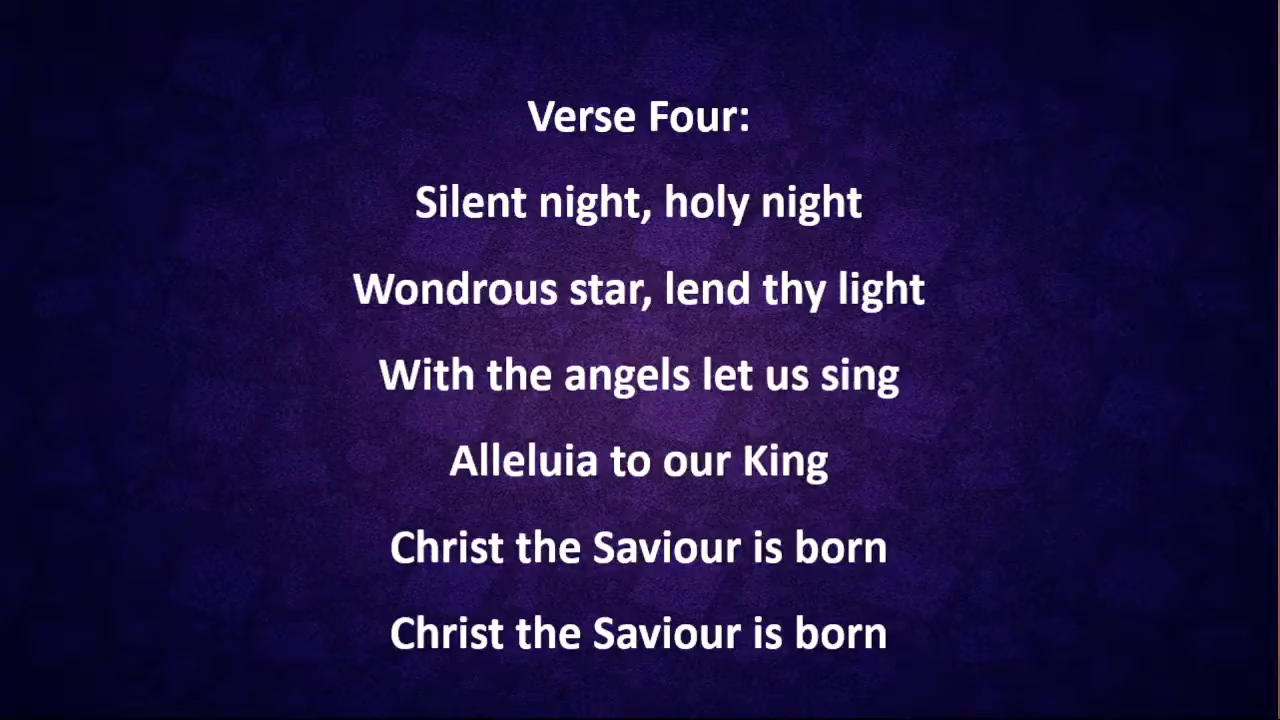 Verse Four:
Silent night, holy night
Wondrous star, lend thy light
With the angels let us sing
Alleluia to our King
Christ the Saviour is born
Christ the Saviour is born